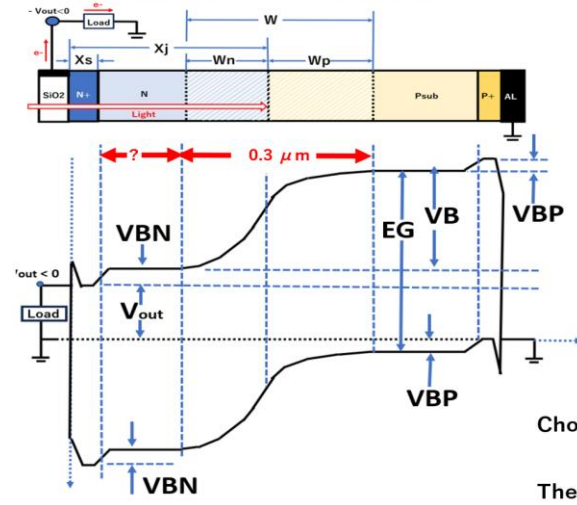 - Vout<0
e-
Load
e-
W
Xj
Xs
Wn
Wp
SiO2
N+
N
Psub
P+
AL
Light
?
0.3 μm
VBN
EG
VB
VBP
out < 0
Vout
Load
VBP
VBN
Cho
The